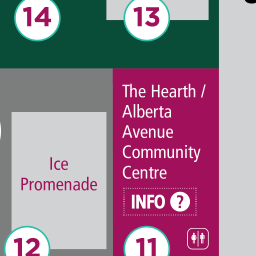 14
13
The Hearth /
Alberta
Avenue
Community
Centre
INFO ?
Ice
Promenade
12
11